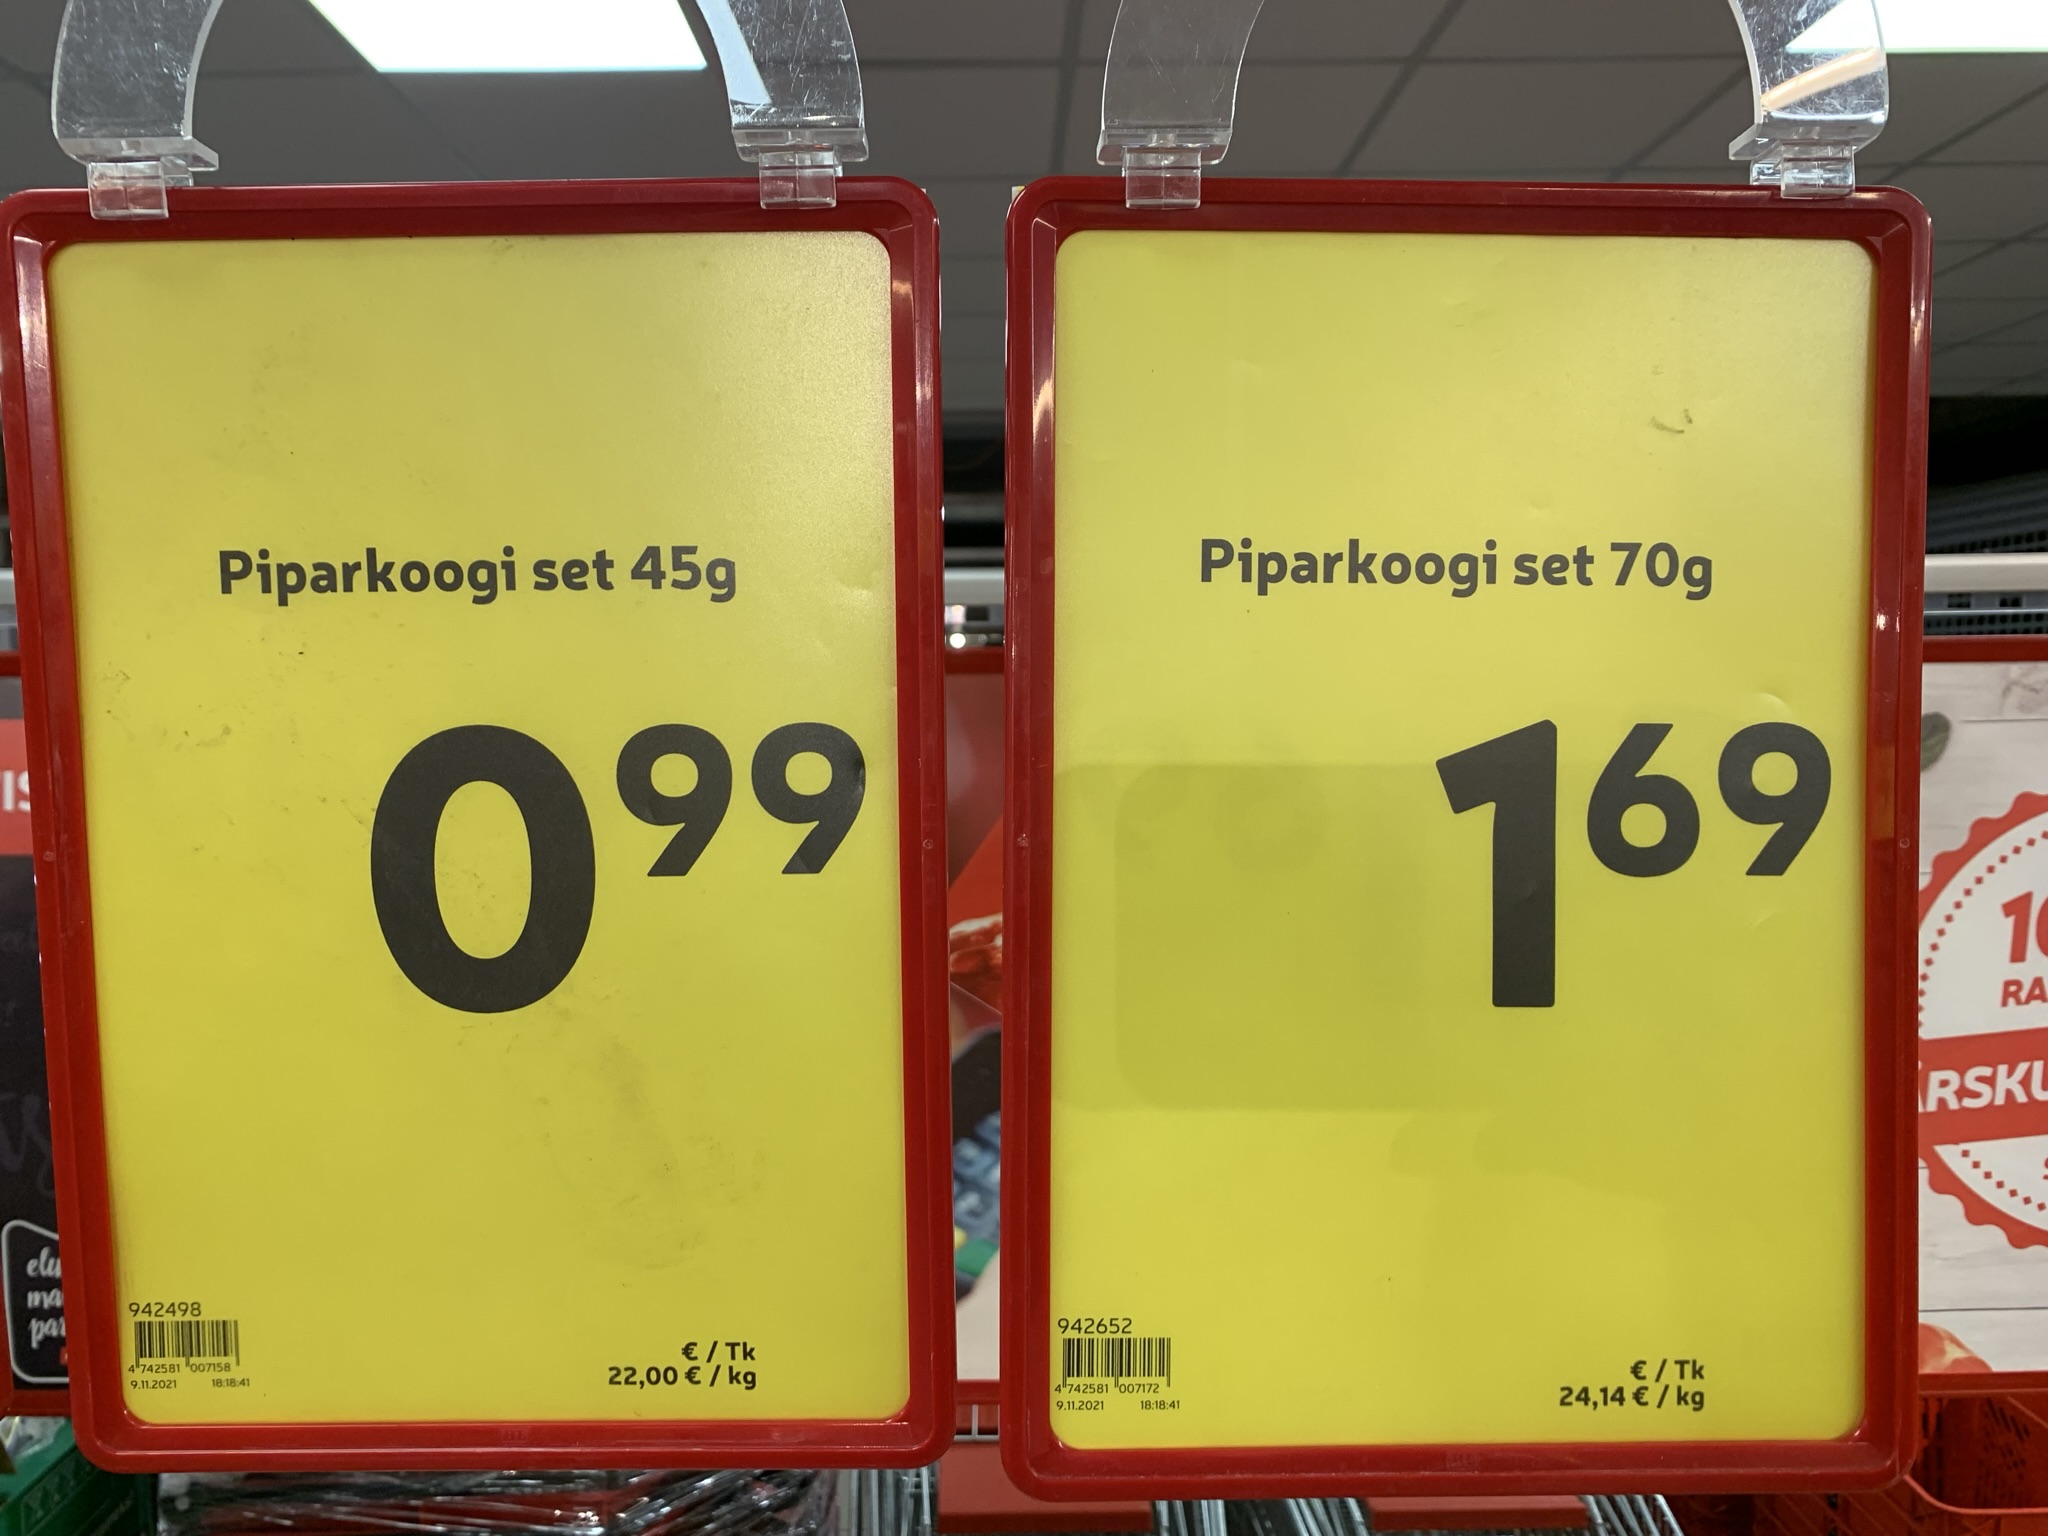 Piparkoogi set 45g
0 99
942498
4 742581 007158
9.11.2021 18:18:41
€ / Tk
22,00 € / kg
Piparkoogi set 70g
1 69
942652
4 742581 007172
9.11.2021 18:18:41
€ / Tk
24,14 € / kg